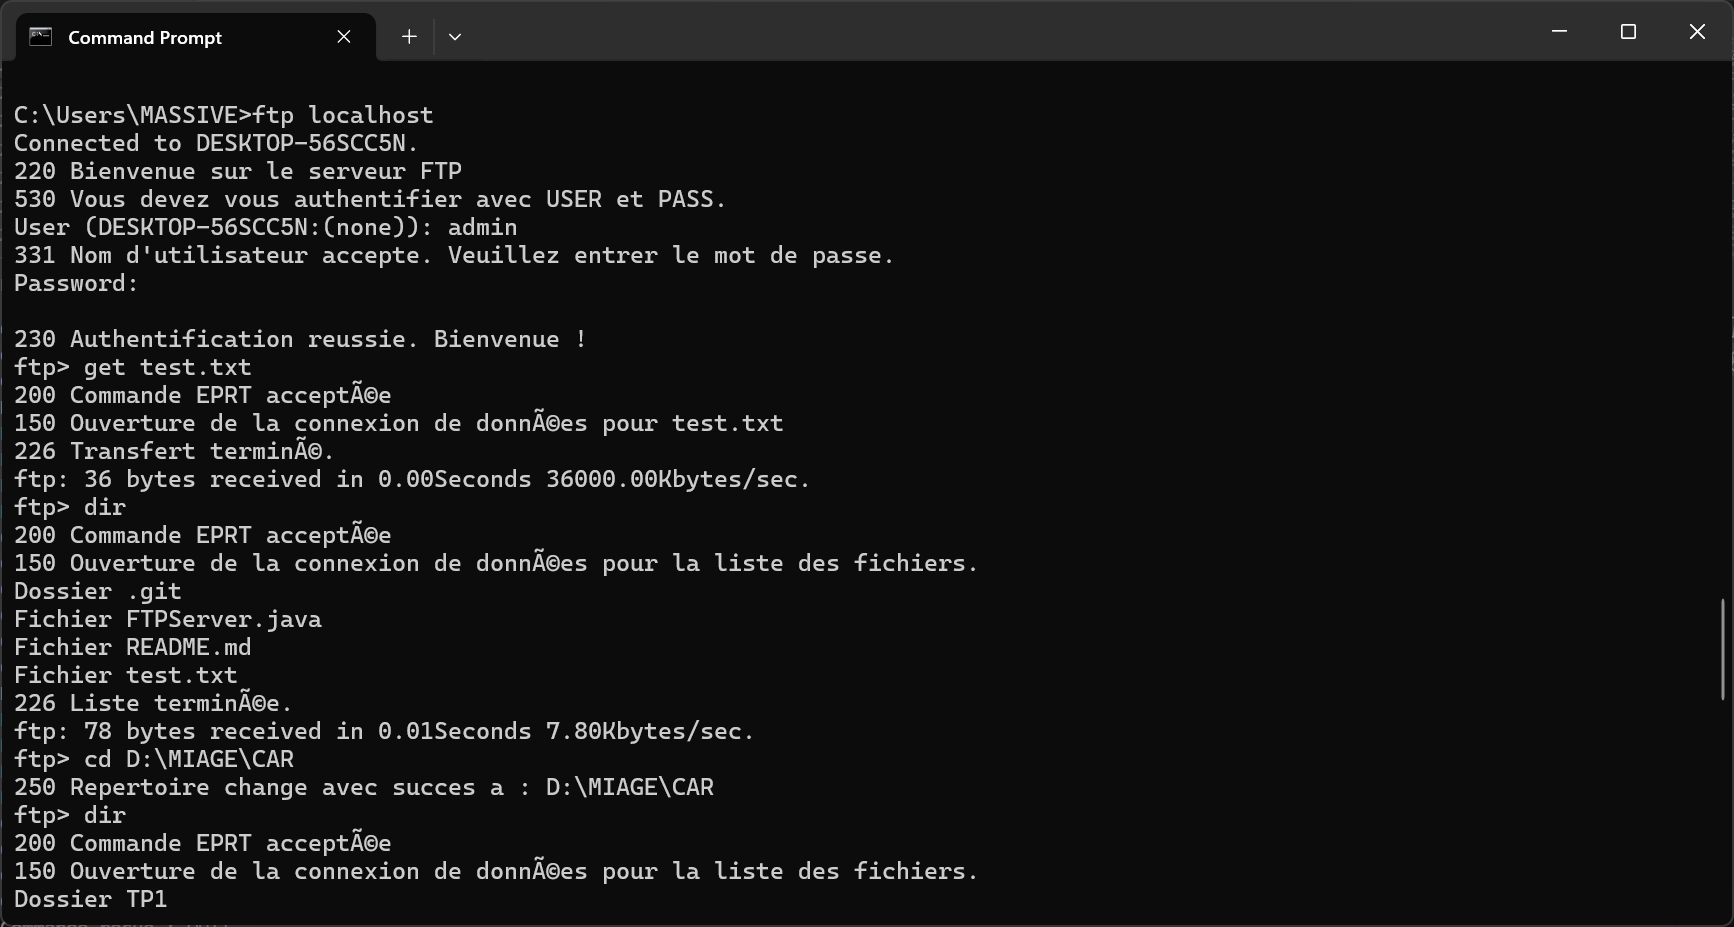 Command Prompt
C:\Users\MASSIVE>ftp localhost
Connected to DESKTOP-56SCC5N.
220 Bienvenue sur le serveur FTP
530 Vous devez vous authentifier avec USER et PASS.
User (DESKTOP-56SCC5N:(none)): admin
331 Nom d'utilisateur accepte. Veuillez entrer le mot de passe.
Password:
230 Authentification reussie. Bienvenue !
ftp> get test.txt
200 Commande EPRT acceptÃ©e
150 Ouverture de la connexion de donnÃ©es pour test.txt
226 Transfert terminÃ©.
ftp: 36 bytes received in 0.00Seconds 36000.00Kbytes/sec.
ftp> dir
200 Commande EPRT acceptÃ©e
150 Ouverture de la connexion de donnÃ©es pour la liste des fichiers.
Dossier .git
Fichier FTPServer.java
Fichier README.md
Fichier test.txt
226 Liste terminÃ©e.
ftp: 78 bytes received in 0.01Seconds 7.80Kbytes/sec.
ftp> cd D:\MIAGE\CAR
250 Repertoire change avec succes a : D:\MIAGE\CAR
ftp> dir
200 Commande EPRT acceptÃ©e
150 Ouverture de la connexion de donnÃ©es pour la liste des fichiers.
Dossier TP1